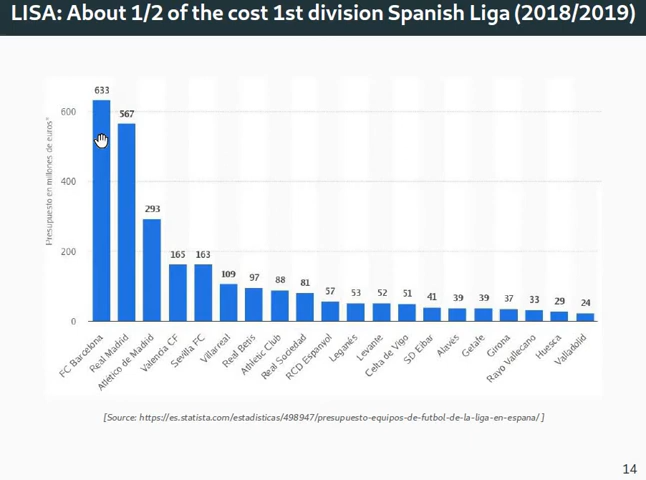 LISA: About 1/2 of the cost 1st division Spanish Liga (2018/2019)
Presupuesto en millones de euros*
600
400
200
0
633
567
293
165
163
109
97
88
81
57
53
52
51
41
39
39
37
33
29
24
FC Barcelona
Real Madrid
Atlético de Madrid
Valencia CF
Sevilla FC
Villarreal
Real Betis
Athletic Club
Real Sociedad
RCD Espanyol
Leganés
Levante
Celta de Vigo
SD Eibar
Alavés
Getafe
Girona
Rayo Vallecano
Huesca
Valladolid
[Source: https://es.statista.com/estadisticas/498947/presupuesto-equipos-de-futbol-de-la-liga-en-espana/ ]
14